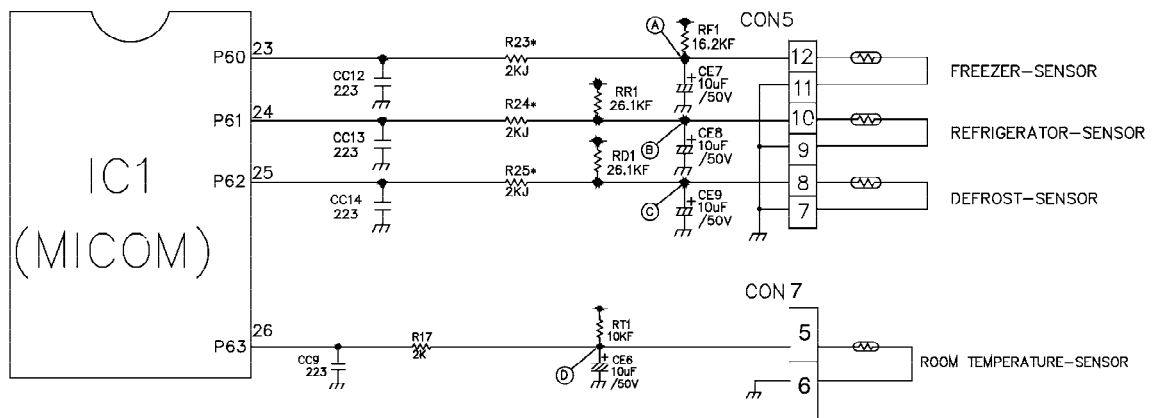 CON5
A
RF1
16.2KF
P60
23
R23*
2KJ
CC12
223
CE7
+
10uF
/50V
12
11
FREEZER-SENSOR
P61
24
R24*
2KJ
RR1
26.1KF
CC13
223
B
CE8
+
10uF
/50V
10
9
REFRIGERATOR-SENSOR
P62
25
R25*
2KJ
RD1
26.1KF
CC14
223
C
CE9
+
10uF
/50V
8
7
DEFROST-SENSOR
IC1
(MICOM)
CON7
P63
26
R17
2K
CC9
223
RT1
10KF
D
CE6
+
10uF
/50V
5
6
ROOM TEMPERATURE-SENSOR